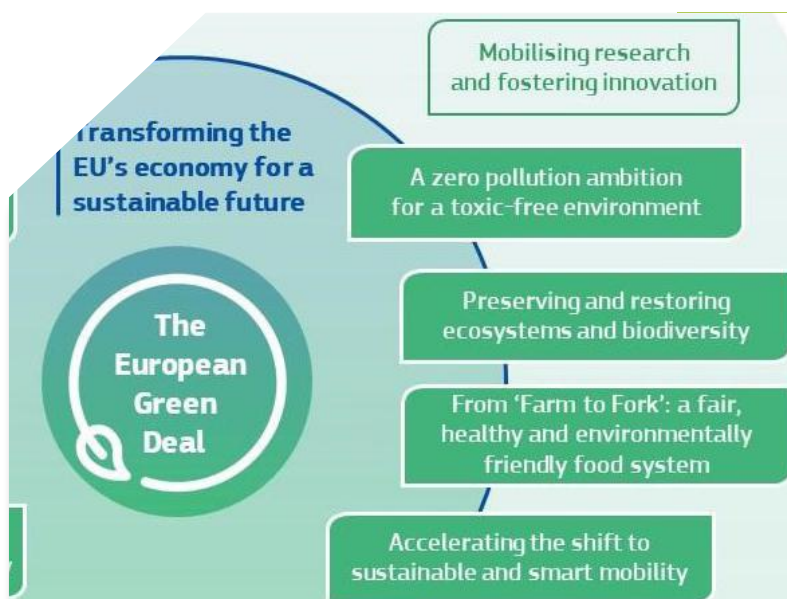 Mobilising research
and fostering innovation
Transforming the
EU's economy for a
sustainable future
A zero pollution ambition
for a toxic-free environment
Preserving and restoring
ecosystems and biodiversity
The
European
Green
Deal
From ‘Farm to Fork’: a fair,
healthy and environmentally
friendly food system
Accelerating the shift to
sustainable and smart mobility